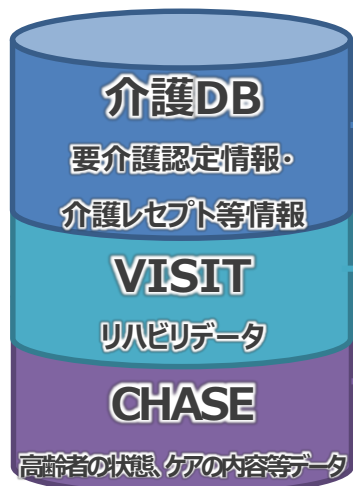 介護DB
要介護認定情報・
介護レセプト等情報
VISIT
リハビリデータ
CHASE
高齢者の状態、ケアの内容等データ